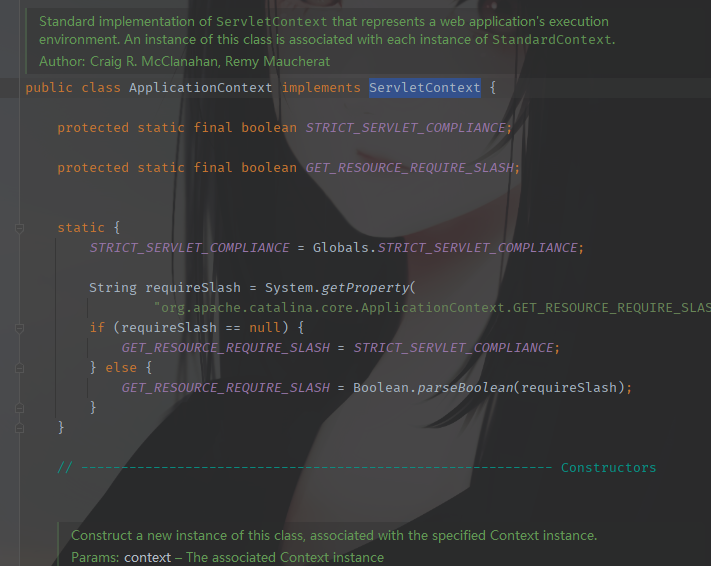 Standard implementation of ServletContext that represents a web application's execution
environment. An instance of this class is associated with each instance of StandardContext.
Author: Craig R. McClanahan, Remy Maucherat
public class ApplicationContext implements ServletContext {
protected static final boolean STRICT_SERVLET_COMPLIANCE;
protected static final boolean GET_RESOURCE_REQUIRE_SLASH;
static {
STRICT_SERVLET_COMPLIANCE = Globals.STRICT_SERVLET_COMPLIANCE;
String requireSlash = System.getProperty(
"org.apache.catalina.core.ApplicationContext.GET_RESOURCE_REQUIRE_SLAS
if (requireSlash == null) {
GET_RESOURCE_REQUIRE_SLASH = STRICT_SERVLET_COMPLIANCE;
} else {
GET_RESOURCE_REQUIRE_SLASH = Boolean.parseBoolean(requireSlash);
}
}
// ----------------------------------------------------------- Constructors
Construct a new instance of this class, associated with the specified Context instance.
Params: context – The associated Context instance